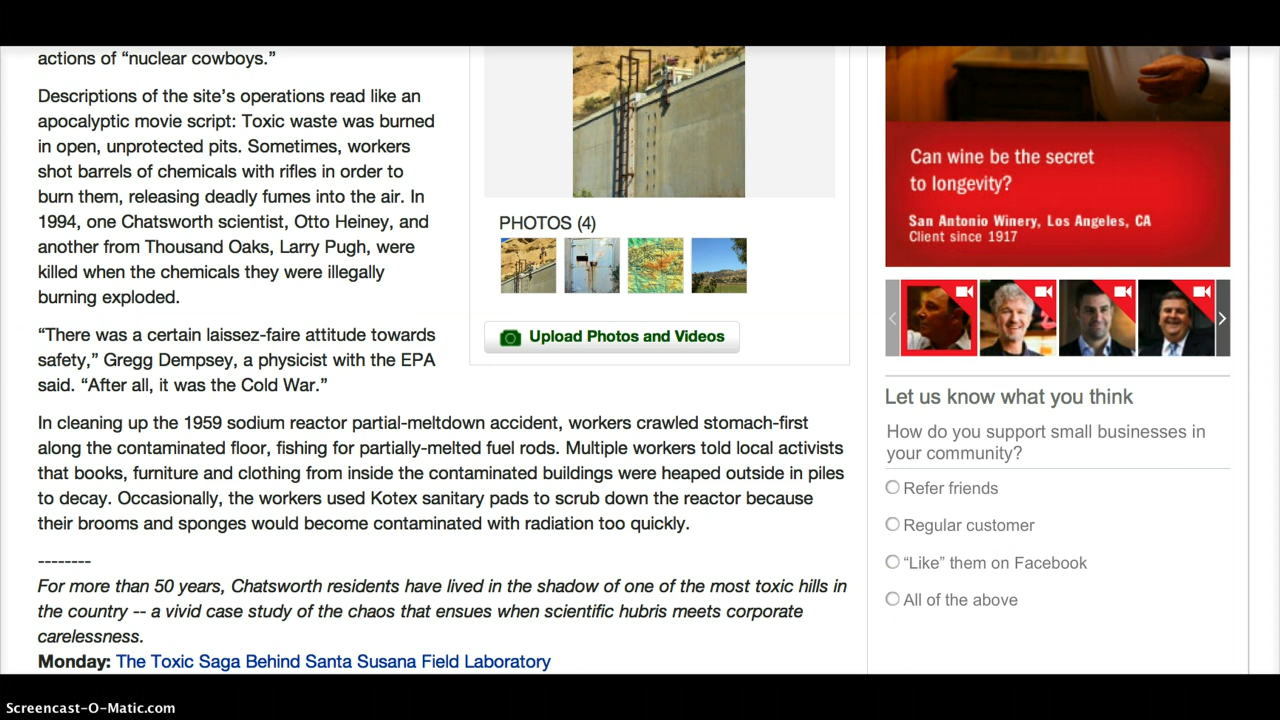 actions of “nuclear cowboys.”
Descriptions of the site’s operations read like an
apocalyptic movie script: Toxic waste was burned
in open, unprotected pits. Sometimes, workers
shot barrels of chemicals with rifles in order to
burn them, releasing deadly fumes into the air. In
1994, one Chatsworth scientist, Otto Heiney, and
another from Thousand Oaks, Larry Pugh, were
killed when the chemicals they were illegally
burning exploded.
“There was a certain laissez-faire attitude towards
safety,” Gregg Dempsey, a physicist with the EPA
said. “After all, it was the Cold War.”
In cleaning up the 1959 sodium reactor partial-meltdown accident, workers crawled stomach-first
along the contaminated floor, fishing for partially-melted fuel rods. Multiple workers told local activists
that books, furniture and clothing from inside the contaminated buildings were heaped outside in piles
to decay. Occasionally, the workers used Kotex sanitary pads to scrub down the reactor because
their brooms and sponges would become contaminated with radiation too quickly.
--------
For more than 50 years, Chatsworth residents have lived in the shadow of one of the most toxic hills in
the country -- a vivid case study of the chaos that ensues when scientific hubris meets corporate
carelessness.
Monday: The Toxic Saga Behind Santa Susana Field Laboratory
PHOTOS (4)
Upload Photos and Videos
Can wine be the secret
to longevity?
San Antonio Winery, Los Angeles, CA
Client since 1917
Let us know what you think
How do you support small businesses in
your community?
Refer friends
Regular customer
“Like” them on Facebook
All of the above
Screencast-O-Matic.com